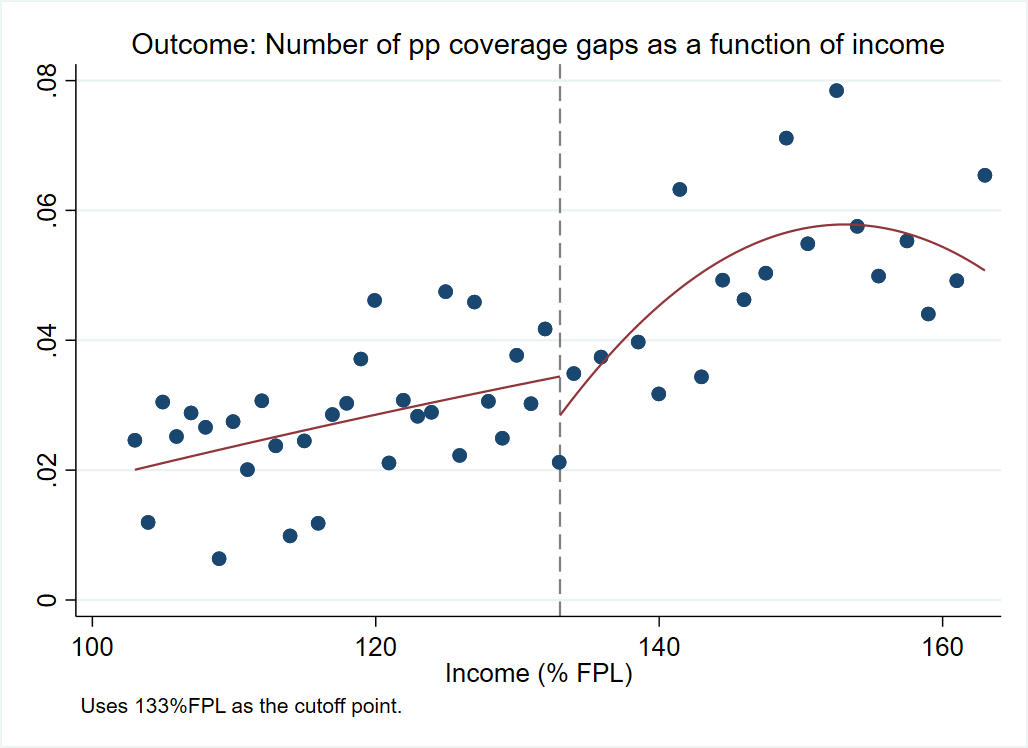 Outcome: Number of pp coverage gaps as a function of income
.08
.06
.04
.02
0
100 120 140 160
Income (% FPL)
Uses 133%FPL as the cutoff point.